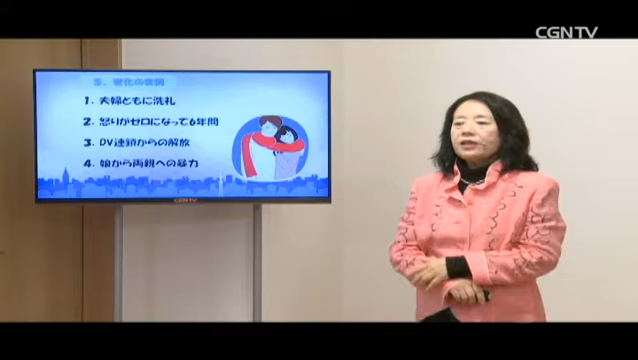 CGNTV
5. 変化の実例
1. 夫婦ともに洗礼
2. 怒りがゼロになって6年間
3. DV連鎖からの解放
4. 娘から両親への暴力
CGNTV